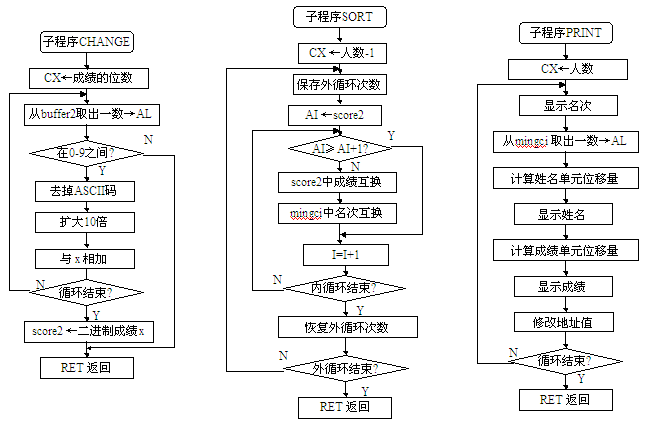 子程序CHANGE
CX←成绩的位数
从buffer2取出一数→AL
在0-9之间?
N
Y
去掉ASCII码
扩大10倍
与 x 相加
循环结束?
N
Y
score2 ←二进制成绩x
RET 返回
子程序SORT
CX ←人数-1
保存外循环次数
AI ←score2
AI≥ AI+1?
Y
N
score2中成绩互换
mingci中名次互换
I=I+1
内循环结束?
N
Y
恢复外循环次数
外循环结束?
N
Y
RET 返回
子程序PRINT
CX←人数
显示名次
从mingci 取出一数→AL
计算姓名单元位移量
显示姓名
计算成绩单元位移量
显示成绩
修改地址值
循环结束?
N
Y
RET 返回